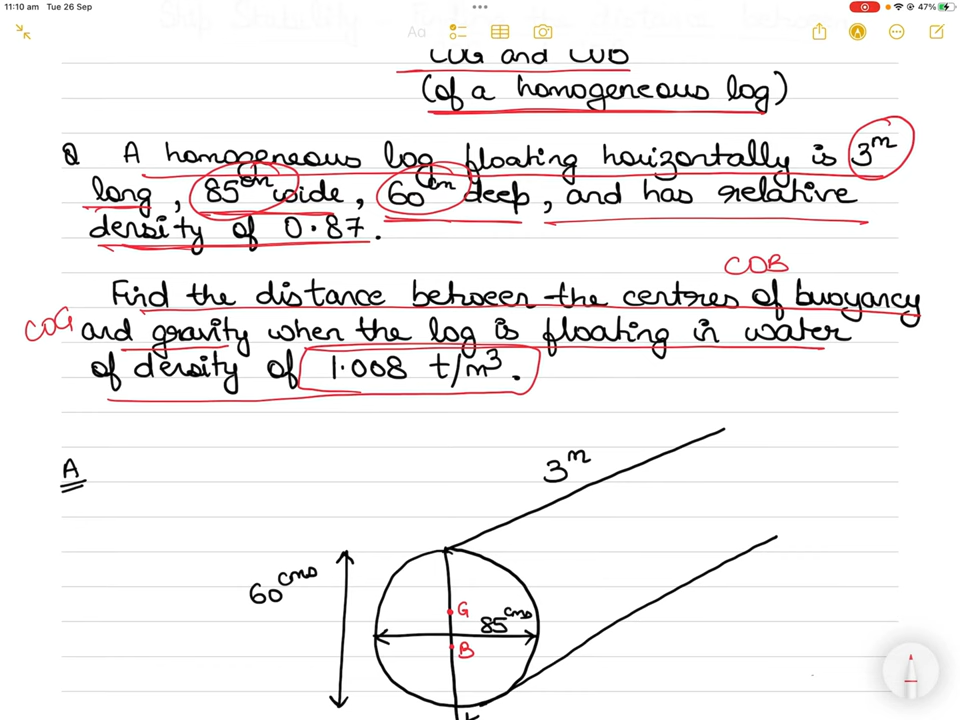 11:10 am Tue 26 Sep
47%
Aa
COG and COB
(of a homogeneous log)
Q A homogeneous log floating horizontally is 3m
long, 85cm wide, 60cm deep, and has relative
density of 0.87.
COB
Find the distance between the centres of buoyancy
COG and gravity when the log is floating in water
of density of 1.008 t/m³.
A
3m
60cms
G
85cms
B
K